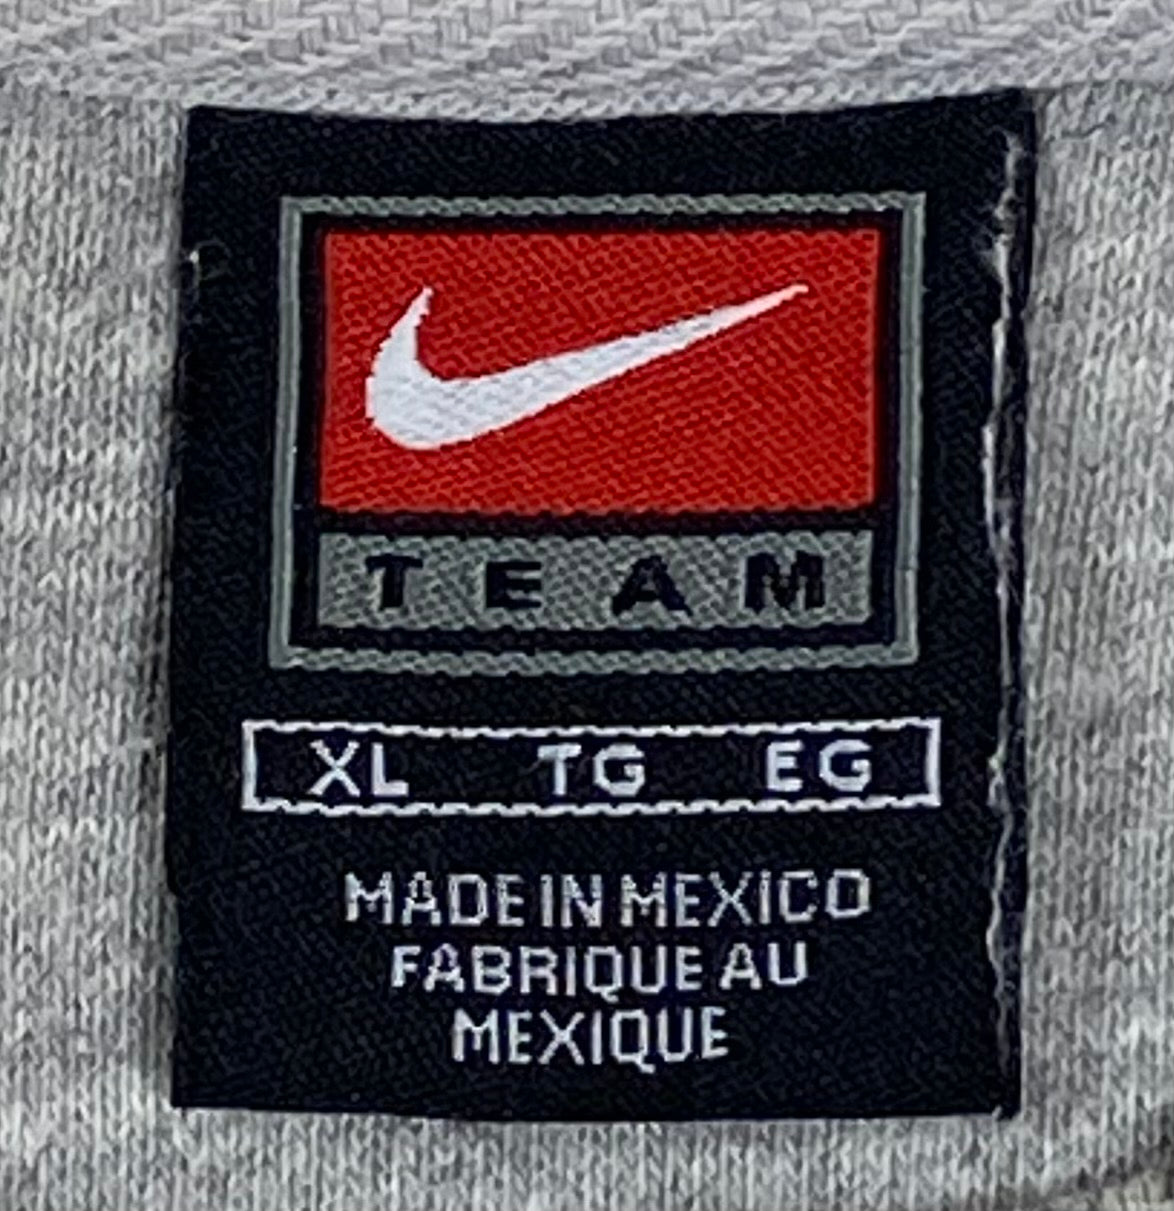 TEAM
XL TG EG
MADE IN MEXICO
FABRIQUE AU
MEXIQUE